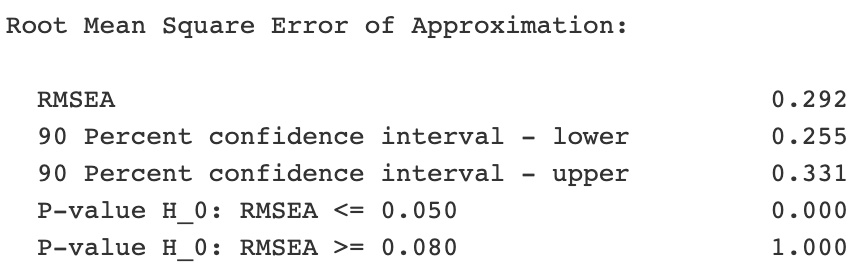 Root Mean Square Error of Approximation:
RMSEA 0.292
90 Percent confidence interval - lower 0.255
90 Percent confidence interval - upper 0.331
P-value H_0: RMSEA <= 0.050 0.000
P-value H_0: RMSEA >= 0.080 1.000